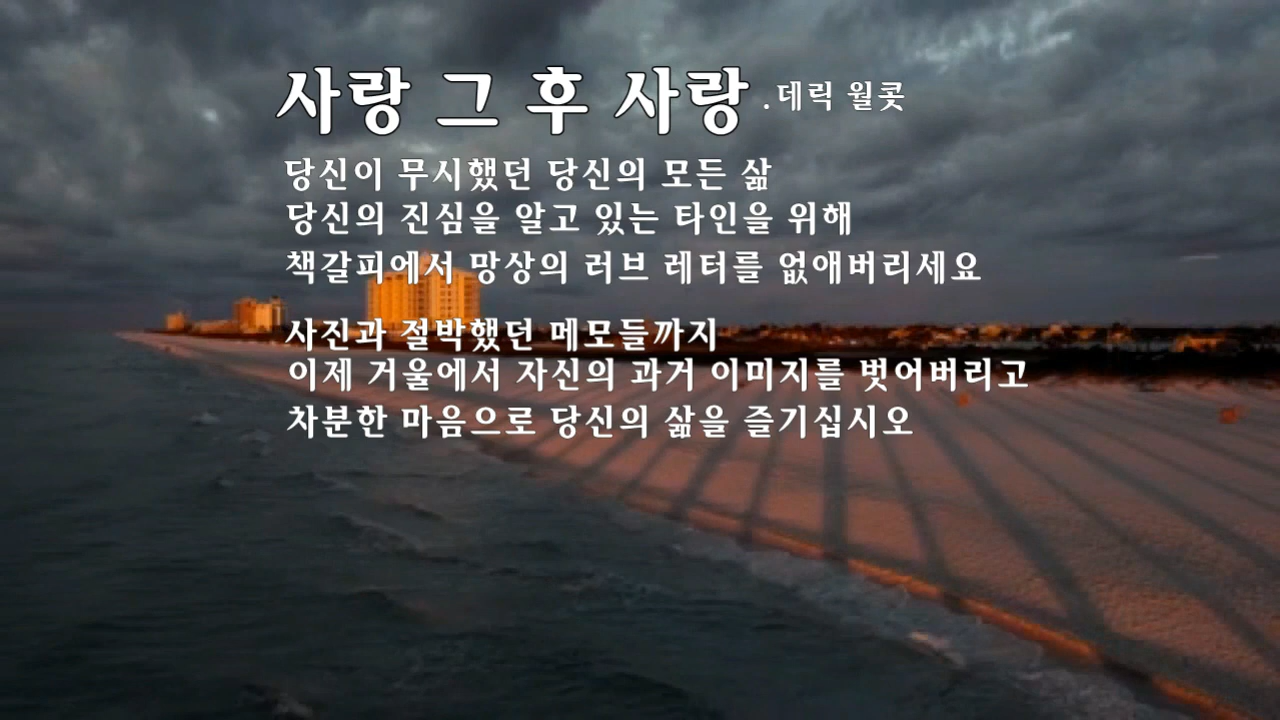 사랑 그 후 사랑 .데릭 월콧
당신이 무시했던 당신의 모든 삶
당신의 진심을 알고 있는 타인을 위해
책갈피에서 망상의 러브 레터를 없애버리세요
사진과 절박했던 메모들까지
이제 거울에서 자신의 과거 이미지를 벗어버리고
차분한 마음으로 당신의 삶을 즐기십시오